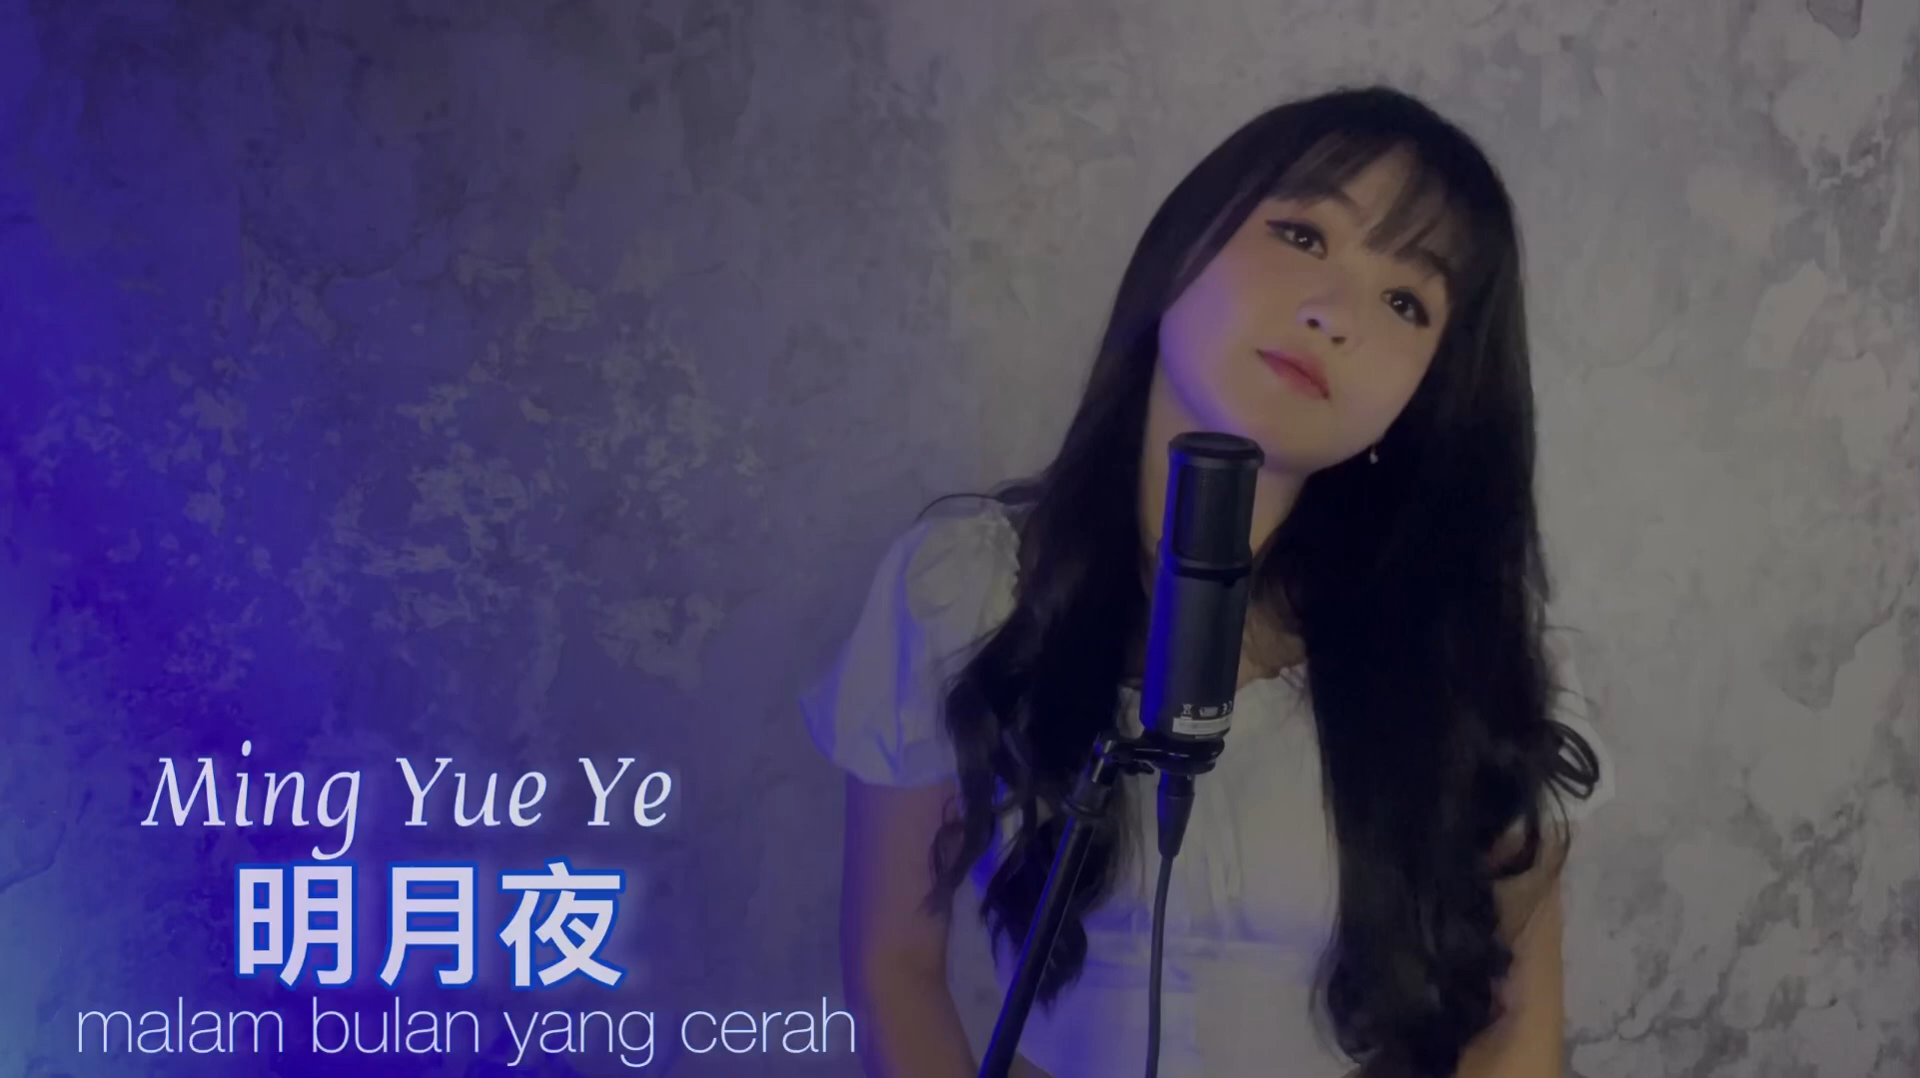 Ming Yue Ye
明月夜
malam bulan yang cerah